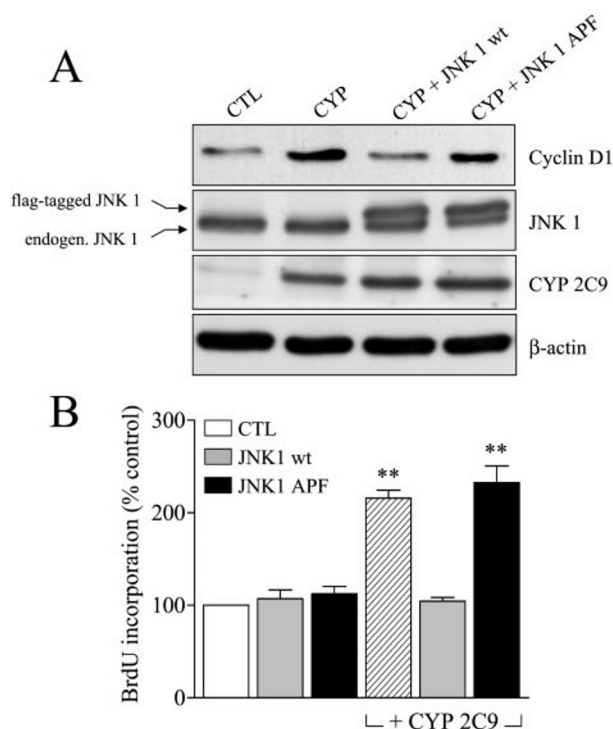 A
CTL
CYP
CYP + JNK 1 wt
CYP + JNK 1 APF
Cyclin D1
flag-tagged JNK 1
endogen. JNK 1
JNK 1
CYP 2C9
β-actin
B
BrdU incorporation (% control)
300
200
100
0
CTL
JNK1 wt
JNK1 APF
**
**
+ CYP 2C9